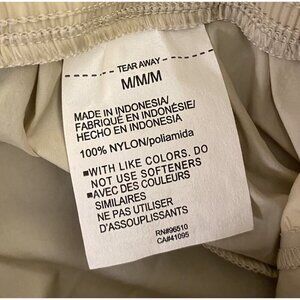 TEAR AWAY
M/M/M
MADE IN INDONESIA/
FABRIQUÉ EN INDONÉSIE/
HECHO EN INDONESIA
100% NYLON/poliamida
▪WITH LIKE COLORS. DO
NOT USE SOFTENERS
▪AVEC DES COULEURS
SIMILAIRES
NE PAS UTILISER
D'ASSOUPLISSANTS
RN#96510
CA#41095